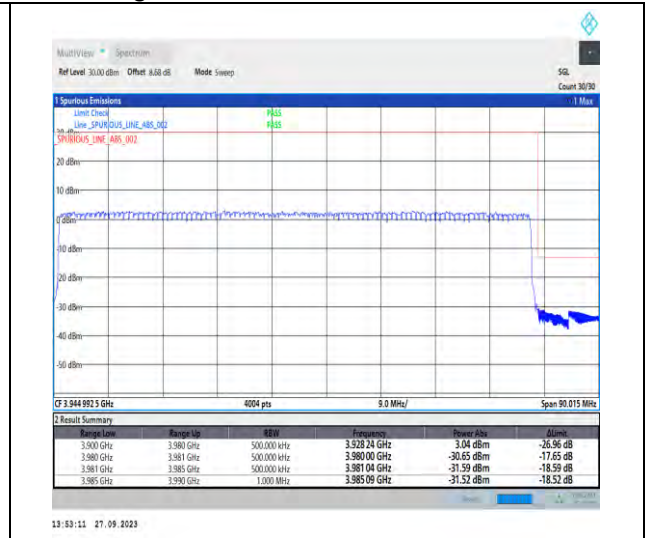 MultiView Spectrum
Ref Level 30.00 dBm Offset 8.68 dB Mode Sweep SGL
Count 30/30
1 Spurious Emissions 1 Max
Limit Check PASS
Line _SPURIOUS_LINE_ABS_002 PASS
_SPURIOUS_LINE_ABS_002
20 dBm
10 dBm
0 dBm
-10 dBm
-20 dBm
-30 dBm
-40 dBm
-50 dBm
CF 3.944 992 5 GHz 4004 pts 9.0 MHz/ Span 90.015 MHz
2 Result Summary
Range Low Range Up RBW Frequency Power Abs ΔLimit
3.900 GHz 3.980 GHz 500.000 kHz 3.928 24 GHz 3.04 dBm -26.96 dB
3.980 GHz 3.981 GHz 500.000 kHz 3.980 00 GHz -30.65 dBm -17.65 dB
3.981 GHz 3.985 GHz 500.000 kHz 3.981 04 GHz -31.59 dBm -18.59 dB
3.985 GHz 3.990 GHz 1.000 MHz 3.985 09 GHz -31.52 dBm -18.52 dB
13:53:11 27.09.2023